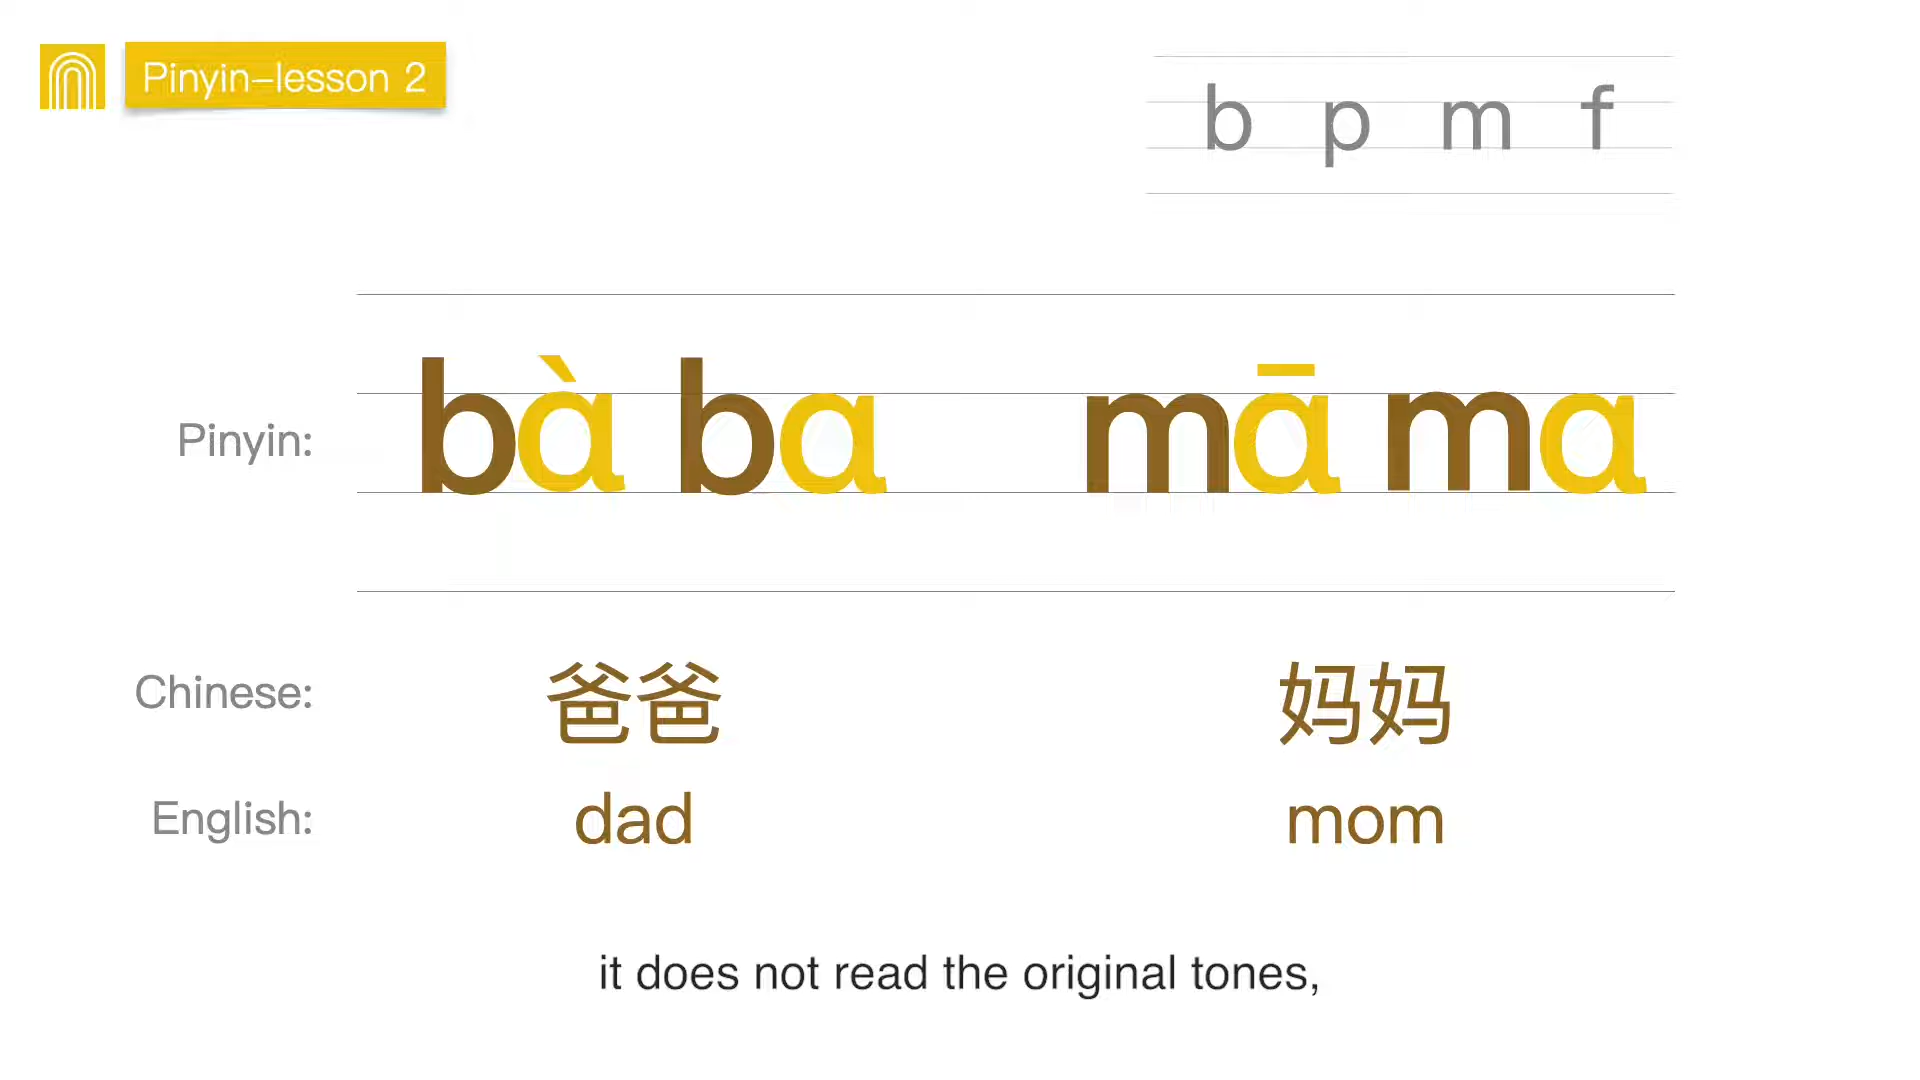 Pinyin-lesson 2
b p m f
Pinyin: bà ba mā ma
Chinese: 爸爸 妈妈
English: dad mom
it does not read the original tones,